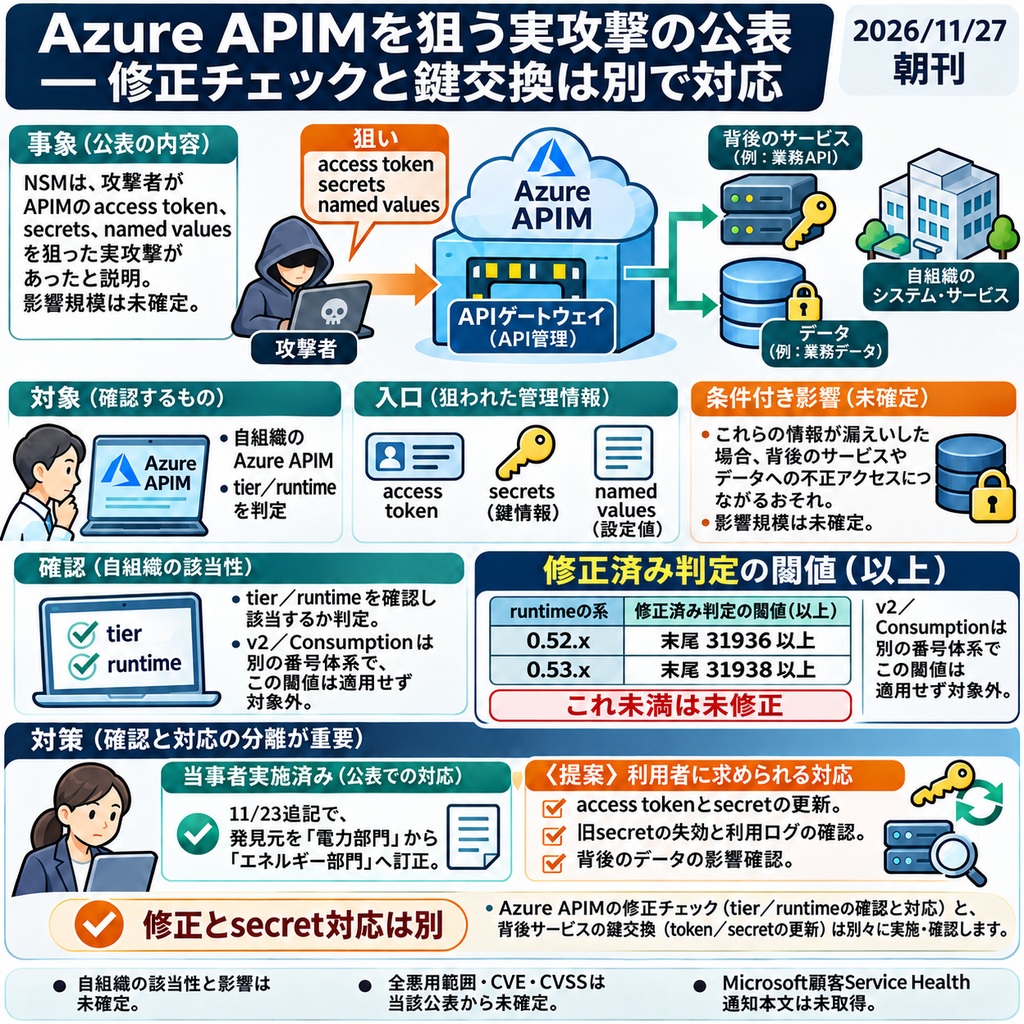 Azure APIMを狙う実攻撃の公表
— 修正チェックと鍵交換は別で対応
2026/11/27
朝刊
事象（公表の内容）
NSMは、攻撃者が
APIMのaccess token、
secrets、named values
を狙った実攻撃が
あったと説明。
影響規模は未確定。
狙い
access token
secrets
named values
攻撃者
Azure
APIM
APIゲートウェイ
（API管理）
背後のサービス
（例：業務API）
データ
（例：業務データ）
自組織の
システム・サービス
対象（確認するもの）
Azure
APIM
• 自組織の
Azure APIM
• tier／runtime
を判定
入口（狙われた管理情報）
access
token
secrets
（鍵情報）
named
values
（設定値）
条件付き影響（未確定）
• これらの情報が漏えいした
場合、背後のサービスや
データへの不正アクセスにつ
ながるおそれ。
• 影響規模は未確定。
確認（自組織の該当性）
tier
runtime
• tier／runtimeを確認し
該当するか判定。
• v2／Consumptionは
別の番号体系で、
この閾値は適用せず
対象外。
修正済み判定の閾値（以上）
runtimeの系 修正済み判定の閾値（以上）
0.52.x 末尾 31936 以上
0.53.x 末尾 31938 以上
これ未満は未修正
v2／
Consumptionは
別の番号体系で
この閾値は
適用せず対象外。
対策（確認と対応の分離が重要）
当事者実施済み（公表での対応）
11/23追記で、
発見元を「電力部門」から
「エネルギー部門」へ訂正。
〈提案〉利用者に求められる対応
access tokenとsecretの更新。
旧secretの失効と利用ログの確認。
背後のデータの影響確認。
修正とsecret対応は別
• Azure APIMの修正チェック（tier／runtimeの確認と対応）と、
背後サービスの鍵交換（token／secretの更新）は別々に実施・確認します。
● 自組織の該当性と影響は
未確定。
● 全悪用範囲・CVE・CVSSは
当該公表から未確定。
● Microsoft顧客Service Health
通知本文は未取得。